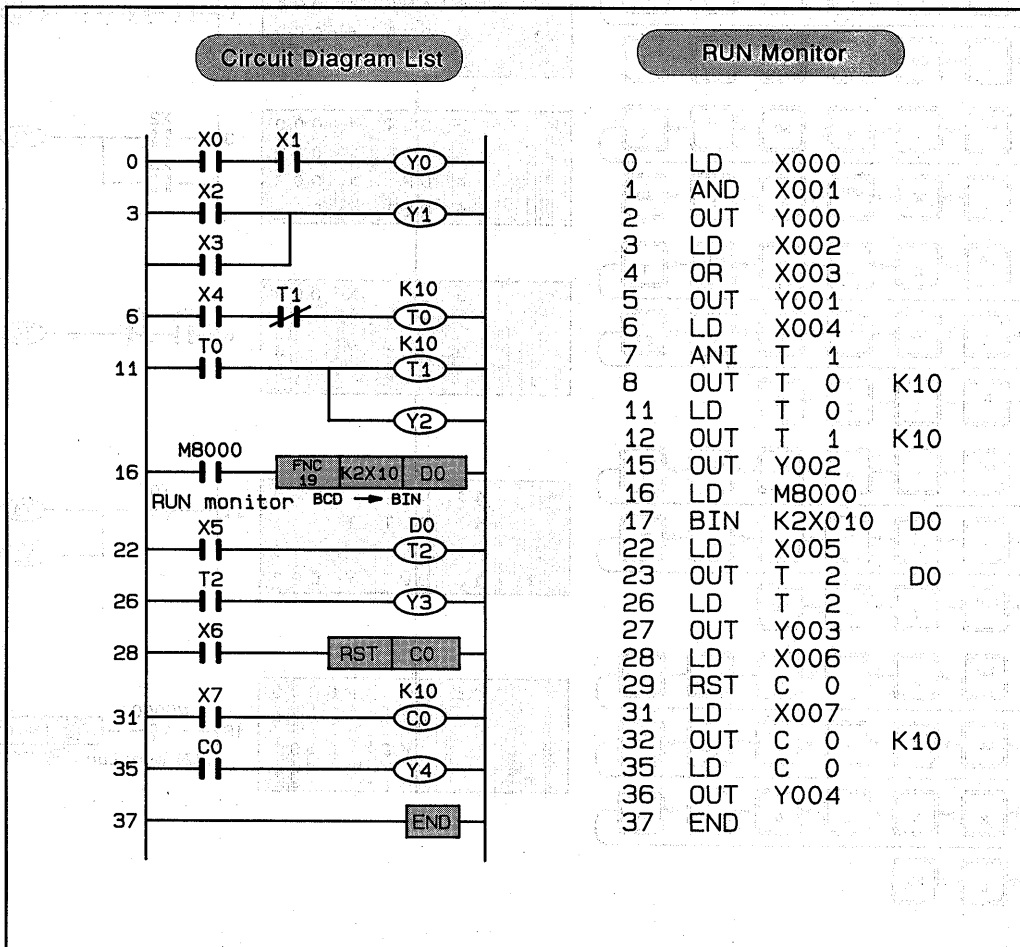 Circuit Diagram List
X0 X1
0 Y0
X2
3 Y1
X3
X4 T1 K10
6 T0
T0 K10
11 T1
Y2
M8000
16 FNC 19 K2X10 D0
RUN monitor BCD → BIN
X5 D0
22 T2
T2
26 Y3
X6
28 RST C0
X7 K10
31 C0
C0
35 Y4
37 END
RUN Monitor
0 LD X000
1 AND X001
2 OUT Y000
3 LD X002
4 OR X003
5 OUT Y001
6 LD X004
7 ANI T 1
8 OUT T 0 K10
11 LD T 0
12 OUT T 1 K10
15 OUT Y002
16 LD M8000
17 BIN K2X010 D0
22 LD X005
23 OUT T 2 D0
26 LD T 2
27 OUT Y003
28 LD X006
29 RST C 0
31 LD X007
32 OUT C 0 K10
35 LD C 0
36 OUT Y004
37 END